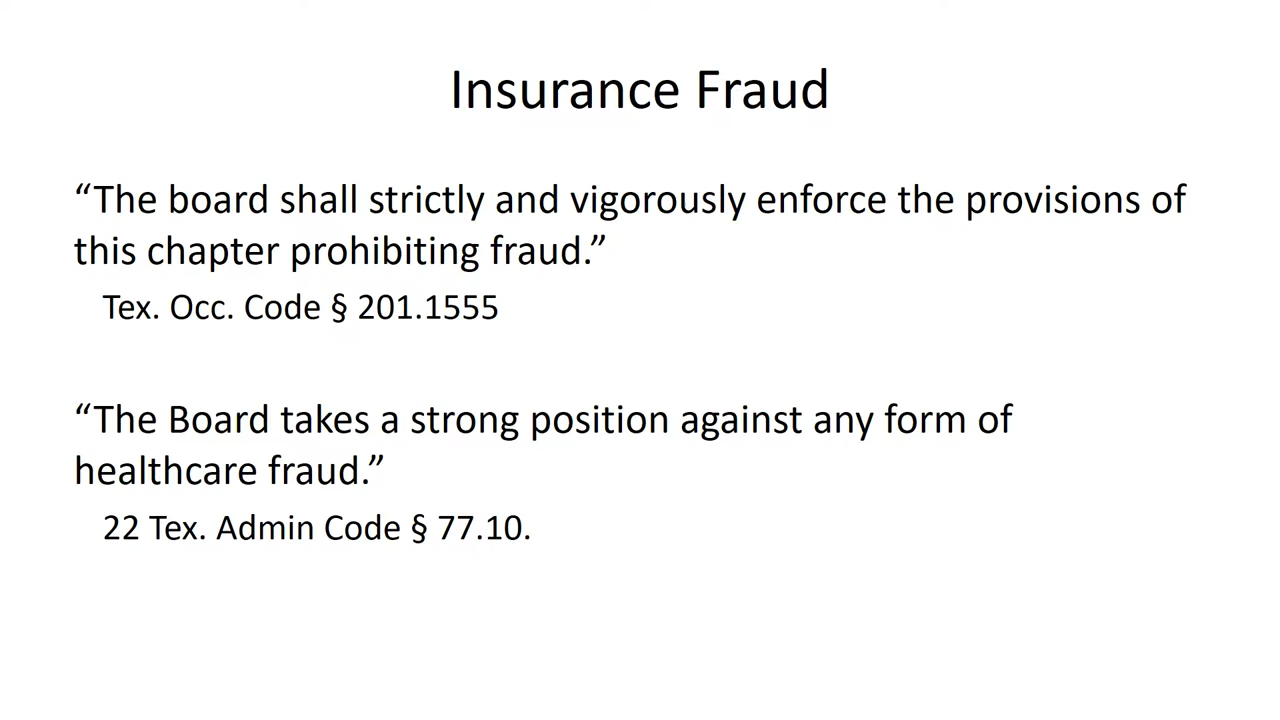 Insurance Fraud
“The board shall strictly and vigorously enforce the provisions of
this chapter prohibiting fraud.”
Tex. Occ. Code § 201.1555
“The Board takes a strong position against any form of
healthcare fraud.”
22 Tex. Admin Code § 77.10.